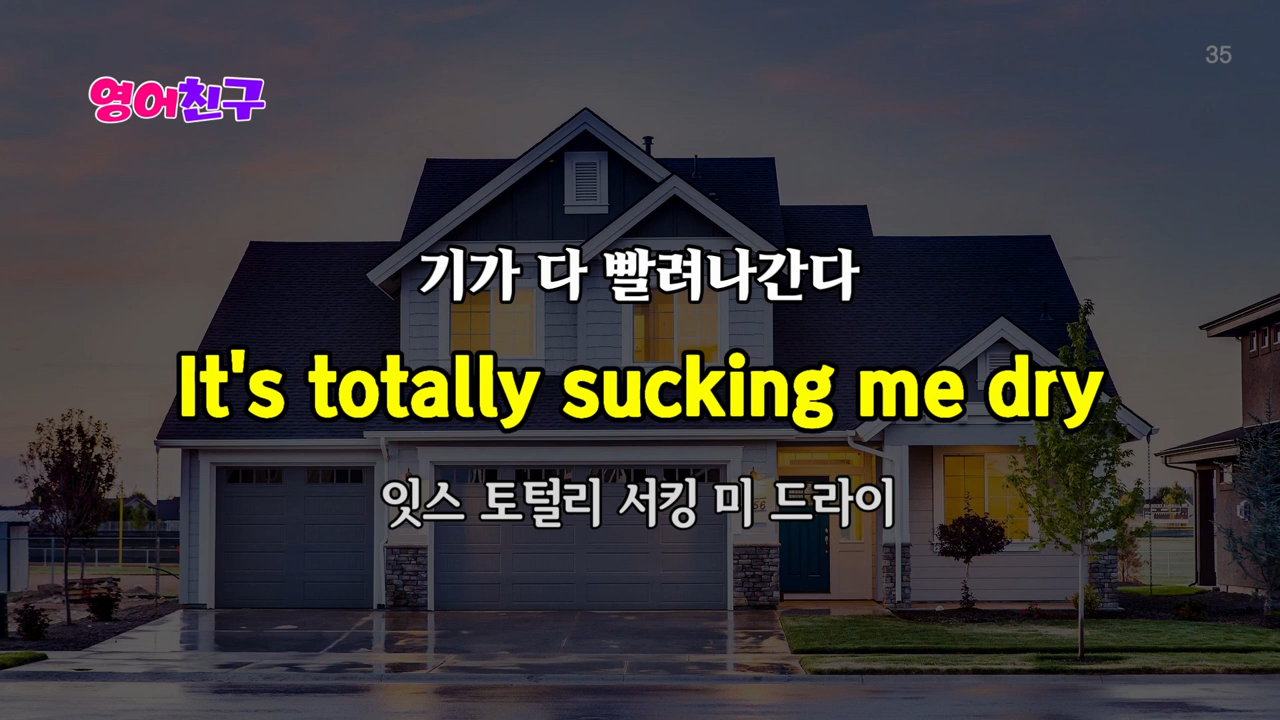 35
영어친구
기가 다 빨려나간다
It's totally sucking me dry
잇스 토털리 서킹 미 드라이